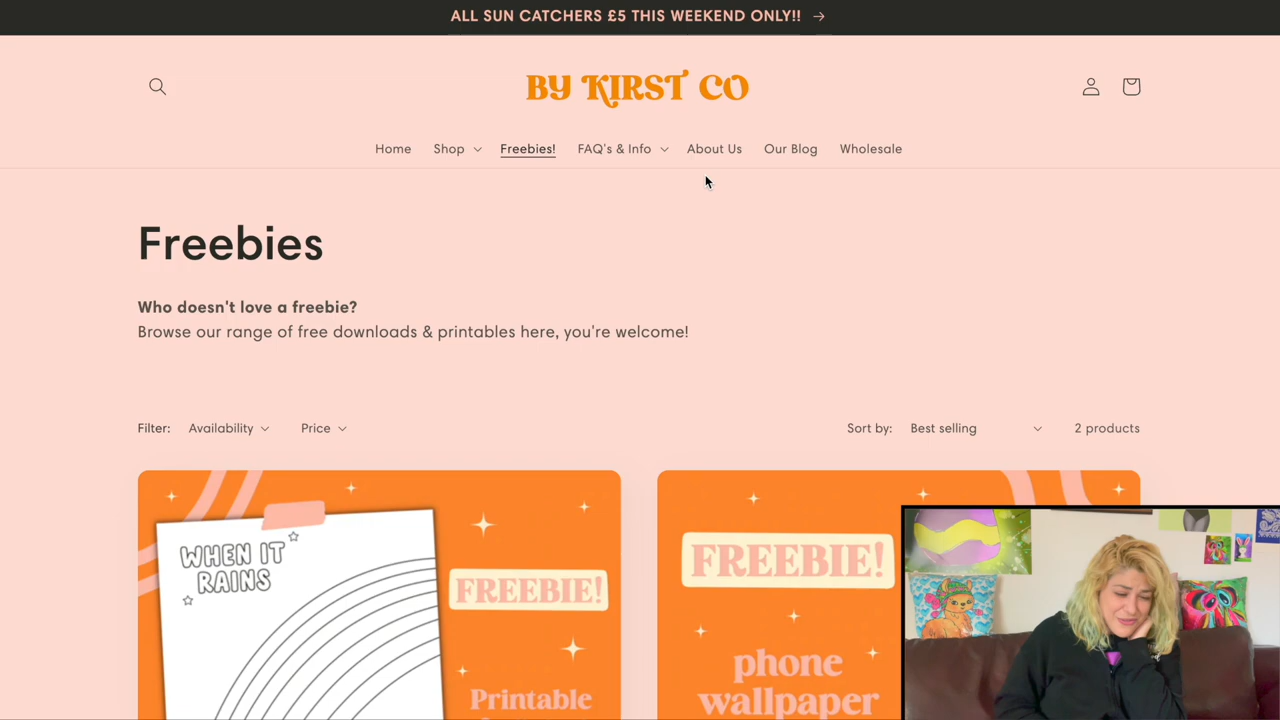 ALL SUN CATCHERS £5 THIS WEEKEND ONLY!! →
BY KIRST CO
Home Shop Freebies! FAQ's & Info About Us Our Blog Wholesale
Freebies
Who doesn't love a freebie?
Browse our range of free downloads & printables here, you're welcome!
Filter: Availability Price Sort by: Best selling 2 products
WHEN IT
RAINS
FREEBIE!
Printable
FREEBIE!
phone
wallpaper